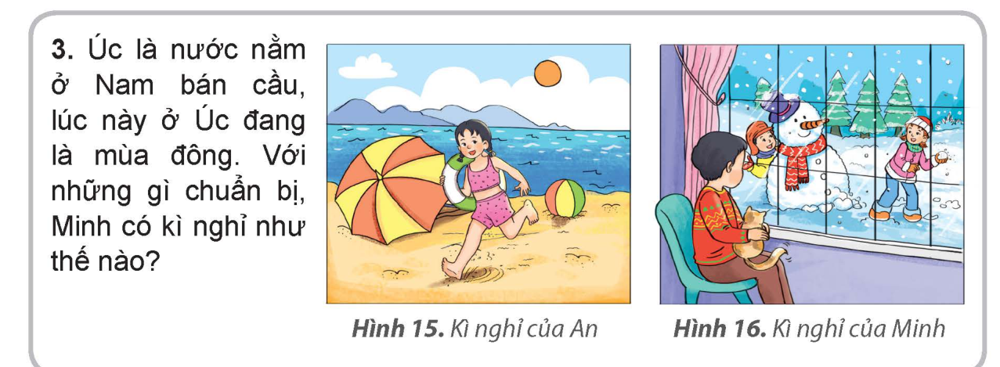 3. Úc là nước nằm
ở Nam bán cầu,
lúc này ở Úc đang
là mùa đông. Với
những gì chuẩn bị,
Minh có kì nghỉ như
thế nào?
Hình 15. Kì nghỉ của An
Hình 16. Kì nghỉ của Minh